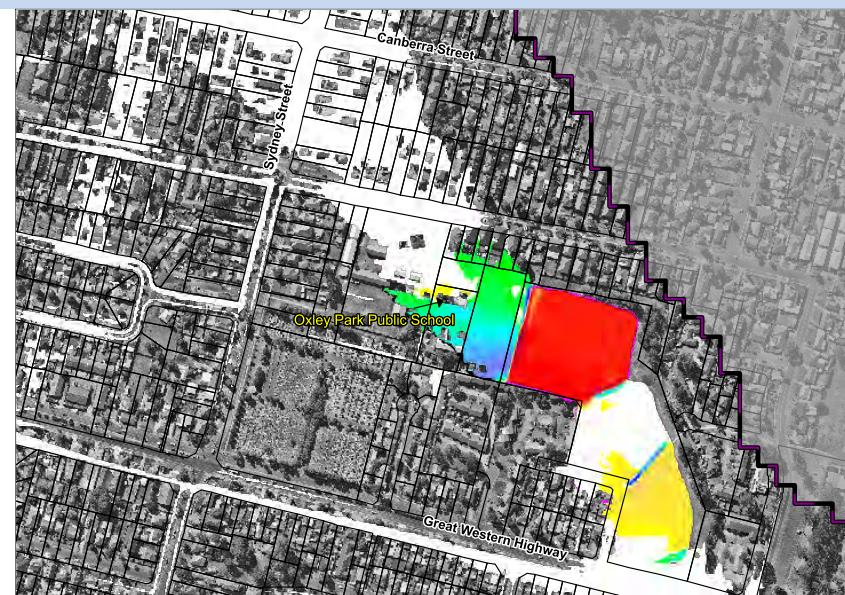 Canberra Street
Sydney Street
Oxley Park Public School
Great Western Highway